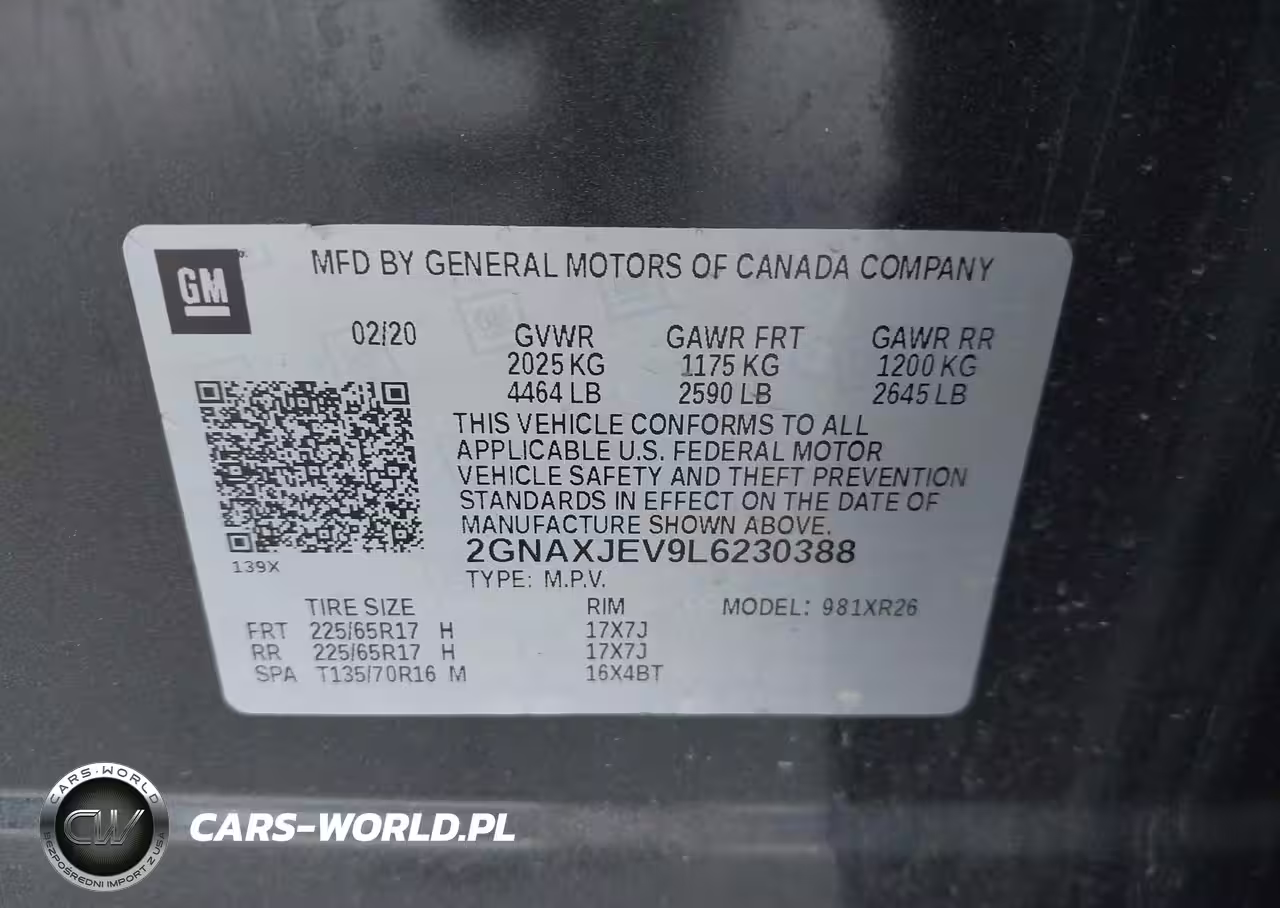 GM
MFD BY GENERAL MOTORS OF CANADA COMPANY
02/20 GVWR GAWR FRT GAWR RR
2025 KG 1175 KG 1200 KG
4464 LB 2590 LB 2645 LB
THIS VEHICLE CONFORMS TO ALL
APPLICABLE U.S. FEDERAL MOTOR
VEHICLE SAFETY AND THEFT PREVENTION
STANDARDS IN EFFECT ON THE DATE OF
MANUFACTURE SHOWN ABOVE.
2GNAXJEV9L6230388
139X
TYPE: M.P.V.
TIRE SIZE RIM MODEL: 981XR26
FRT 225/65R17 H 17X7J
RR 225/65R17 H 17X7J
SPA T135/70R16 M 16X4BT
CARS-WORLD
CW
BEZPOŚREDNI IMPORT Z USA
CARS-WORLD.PL